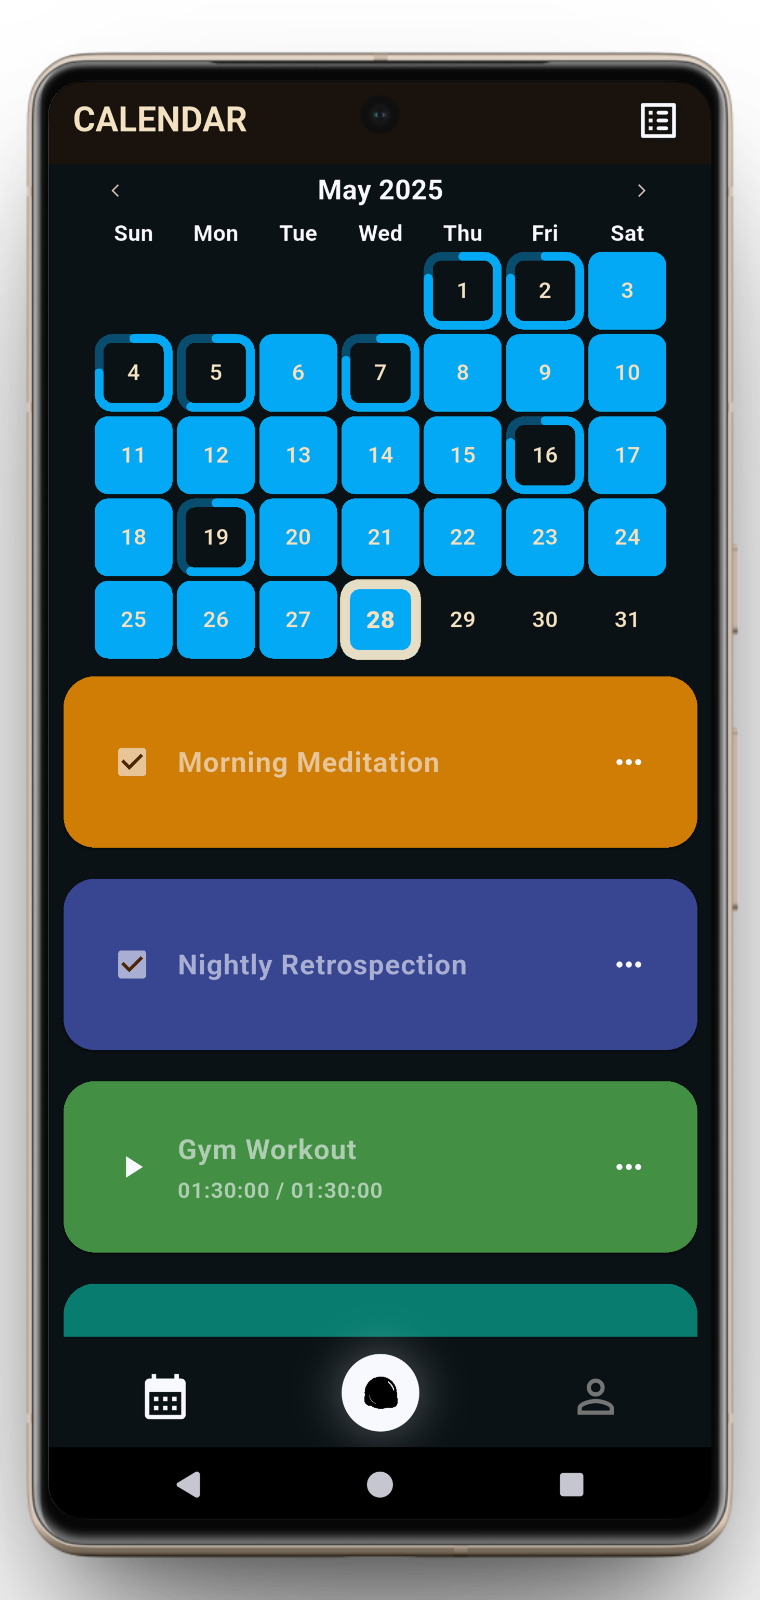 CALENDAR
May 2025
Sun Mon Tue Wed Thu Fri Sat
1 2 3
4 5 6 7 8 9 10
11 12 13 14 15 16 17
18 19 20 21 22 23 24
25 26 27 28 29 30 31
Morning Meditation
Nightly Retrospection
Gym Workout
01:30:00 / 01:30:00